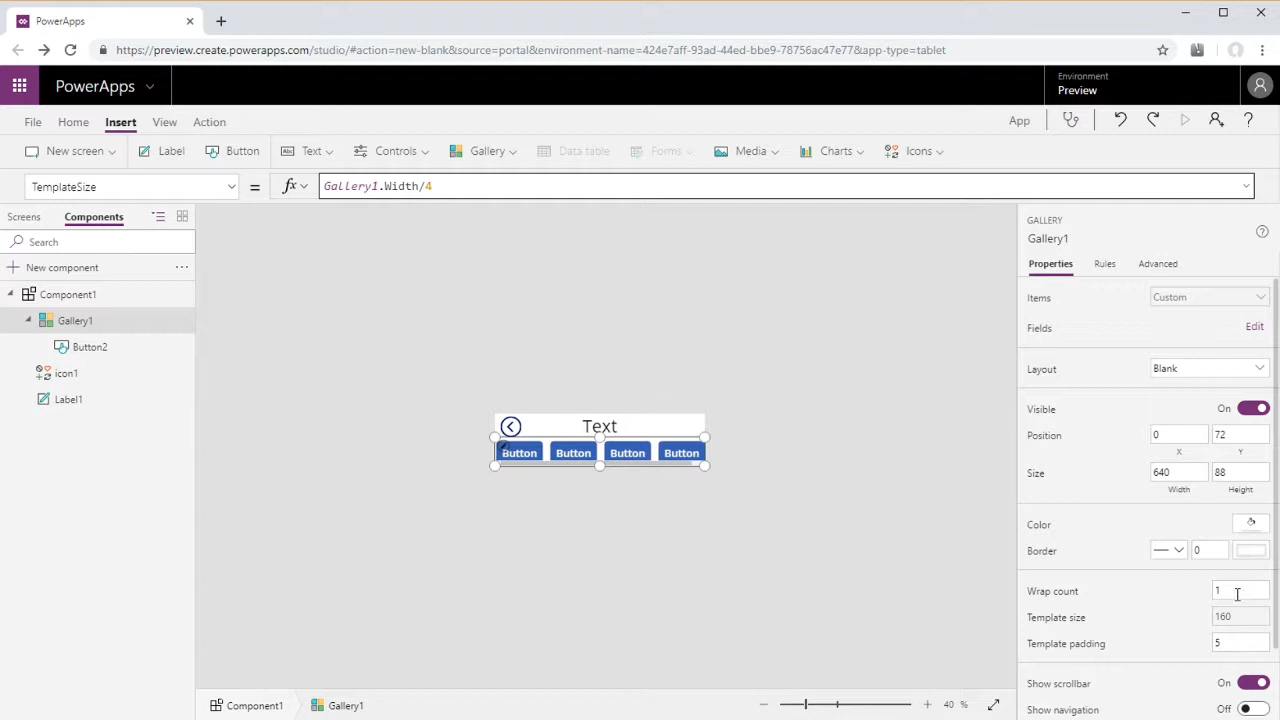 PowerApps
https://preview.create.powerapps.com/studio/#action=new-blank&source=portal&environment-name=424e7aff-93ad-44ed-bbe9-78756ac47e77&app-type=tablet
PowerApps
Environment
Preview
File Home Insert View Action App
New screen Label Button Text Controls Gallery Data table Forms Media Charts Icons
TemplateSize = fx Gallery1.Width/4
Screens Components
Search
New component
Component1
Gallery1
Button2
icon1
Label1
Text
Button Button Button Button
GALLERY
Gallery1
Properties Rules Advanced
Items Custom
Fields Edit
Layout Blank
Visible On
Position 0 72
X Y
Size 640 88
Width Height
Color
Border 0
Wrap count 1
Template size 160
Template padding 5
Show scrollbar On
Show navigation Off
Component1 Gallery1 40 %